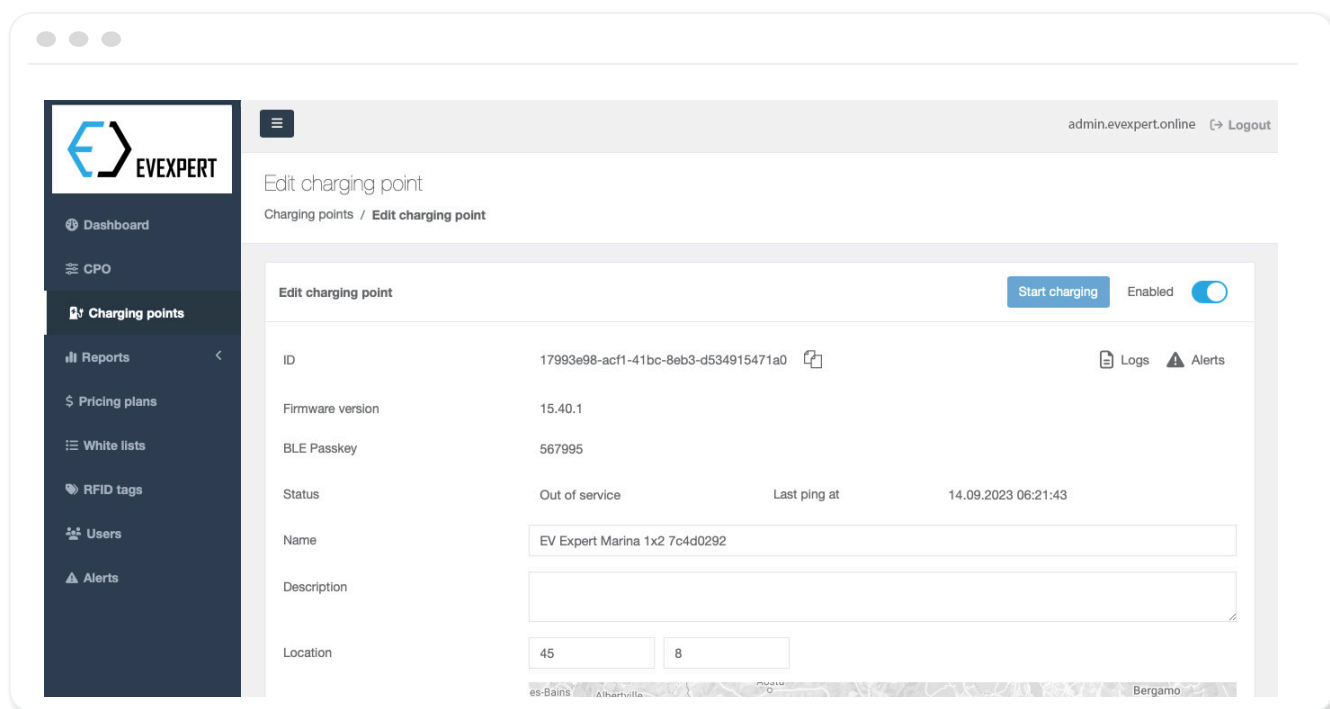 EVEXPERT
admin.evexpert.online Logout
Edit charging point
Charging points / Edit charging point
Dashboard
CPO
Charging points
Reports
Pricing plans
White lists
RFID tags
Users
Alerts
Edit charging point Start charging Enabled
ID 17993e98-acf1-41bc-8eb3-d534915471a0 Logs Alerts
Firmware version 15.40.1
BLE Passkey 567995
Status Out of service Last ping at 14.09.2023 06:21:43
Name EV Expert Marina 1x2 7c4d0292
Description
Location 45 8
es-Bains Albertville Bergamo